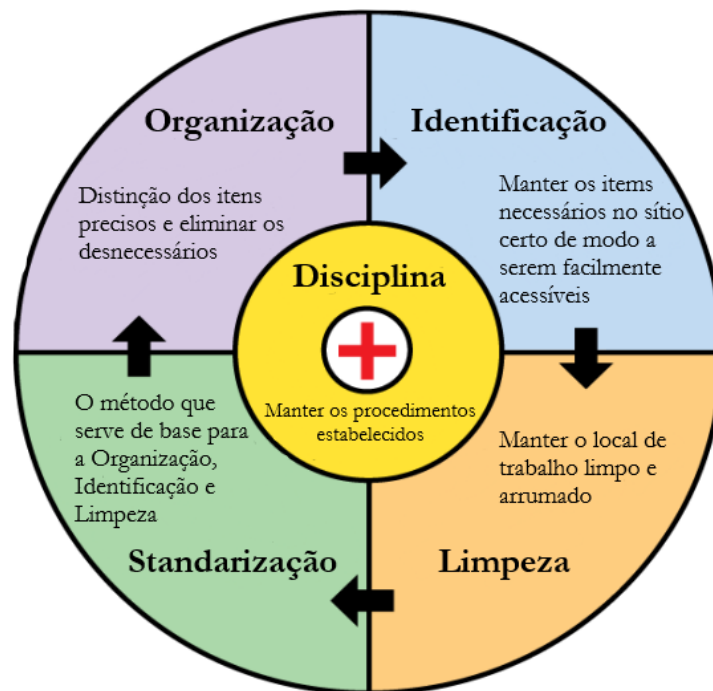 Organização
Distinção dos itens
precisos e eliminar os
desnecessários
Identificação
Manter os items
necessários no sítio
certo de modo a
serem facilmente
acessíveis
Disciplina
Manter os procedimentos
estabelecidos
O método que
serve de base para
a Organização,
Identificação e
Limpeza
Standarização
Manter o local de
trabalho limpo e
arrumado
Limpeza